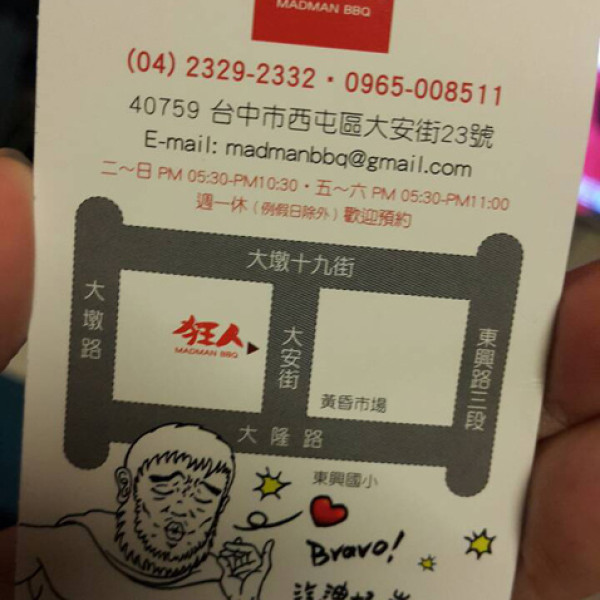 MADMAN BBQ
(04) 2329-2332・0965-008511
40759 台中市西屯區大安街23號
E-mail: madmanbbq@gmail.com
二～日 PM 05:30-PM10:30・五～六 PM 05:30-PM11:00
週一休（例假日除外）歡迎預約
大墩十九街
大墩路
狂人
MADMAN BBQ
大安街
東興路三段
黃昏市場
大隆路
東興國小
Bravo!